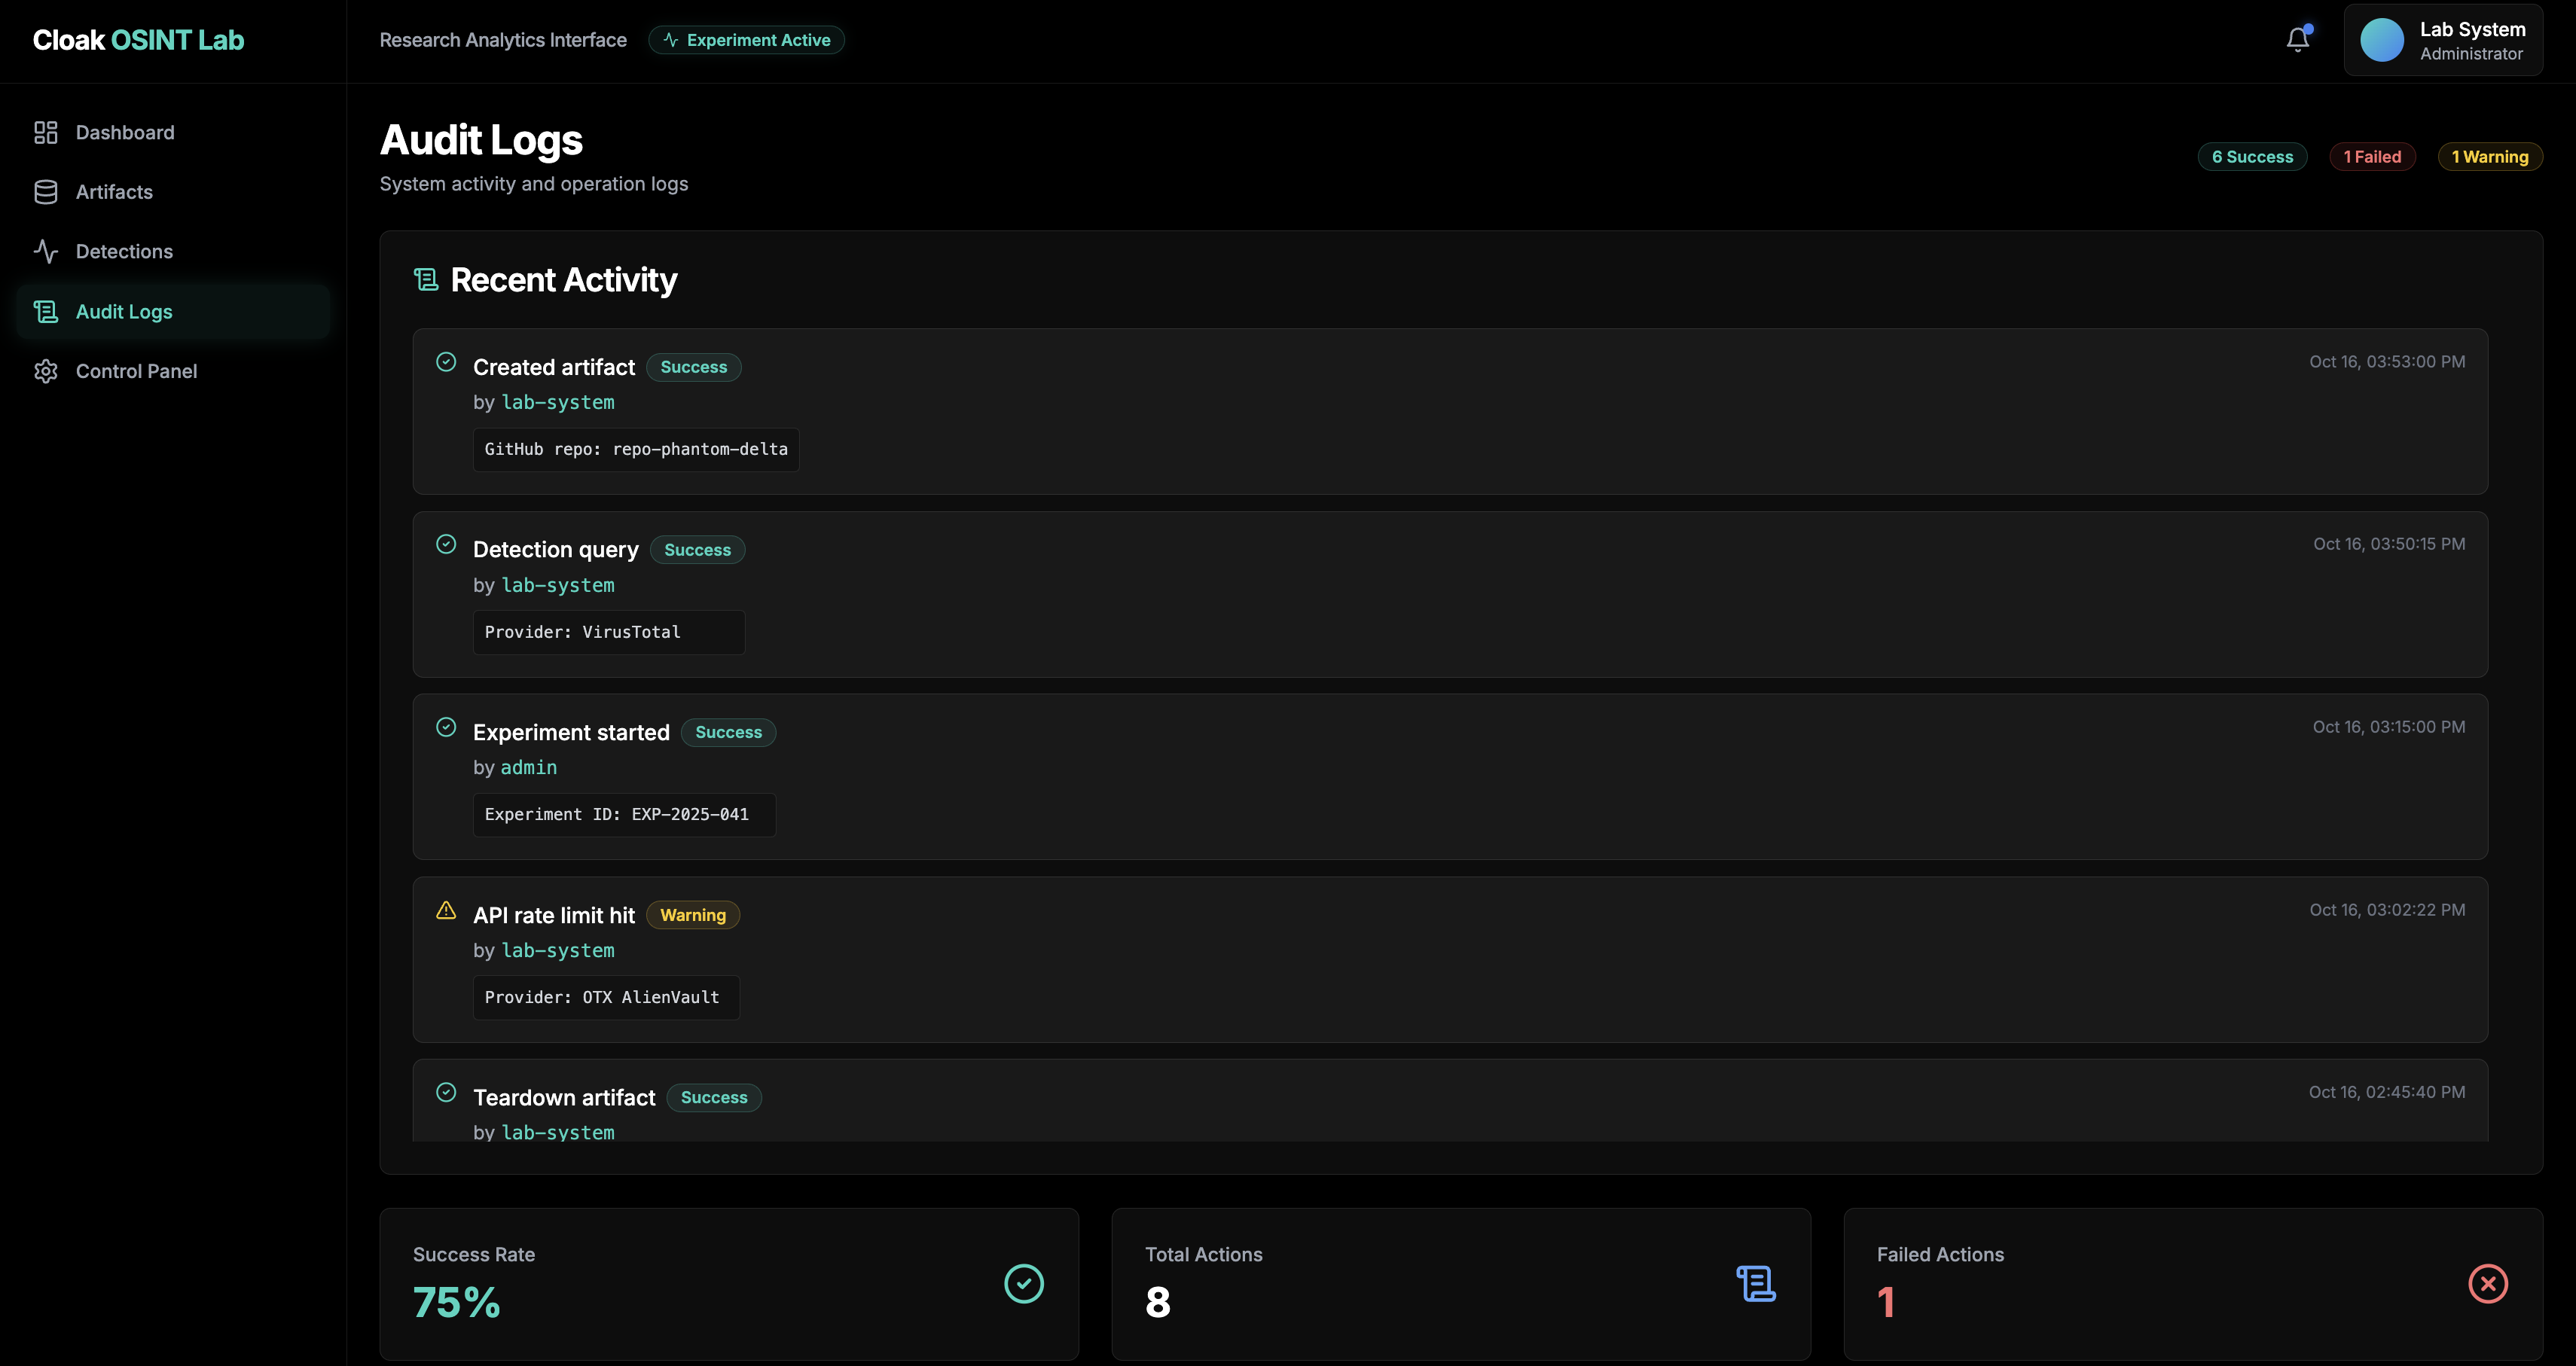 Cloak OSINT Lab
Research Analytics Interface
Experiment Active
Lab System
Administrator
Dashboard
Artifacts
Detections
Audit Logs
Control Panel
Audit Logs
System activity and operation logs
6 Success
1 Failed
1 Warning
Recent Activity
Created artifact Success
Oct 16, 03:53:00 PM
by lab-system
GitHub repo: repo-phantom-delta
Detection query Success
Oct 16, 03:50:15 PM
by lab-system
Provider: VirusTotal
Experiment started Success
Oct 16, 03:15:00 PM
by admin
Experiment ID: EXP-2025-041
API rate limit hit Warning
Oct 16, 03:02:22 PM
by lab-system
Provider: OTX AlienVault
Teardown artifact Success
Oct 16, 02:45:40 PM
by lab-system
Success Rate
75%
Total Actions
8
Failed Actions
1